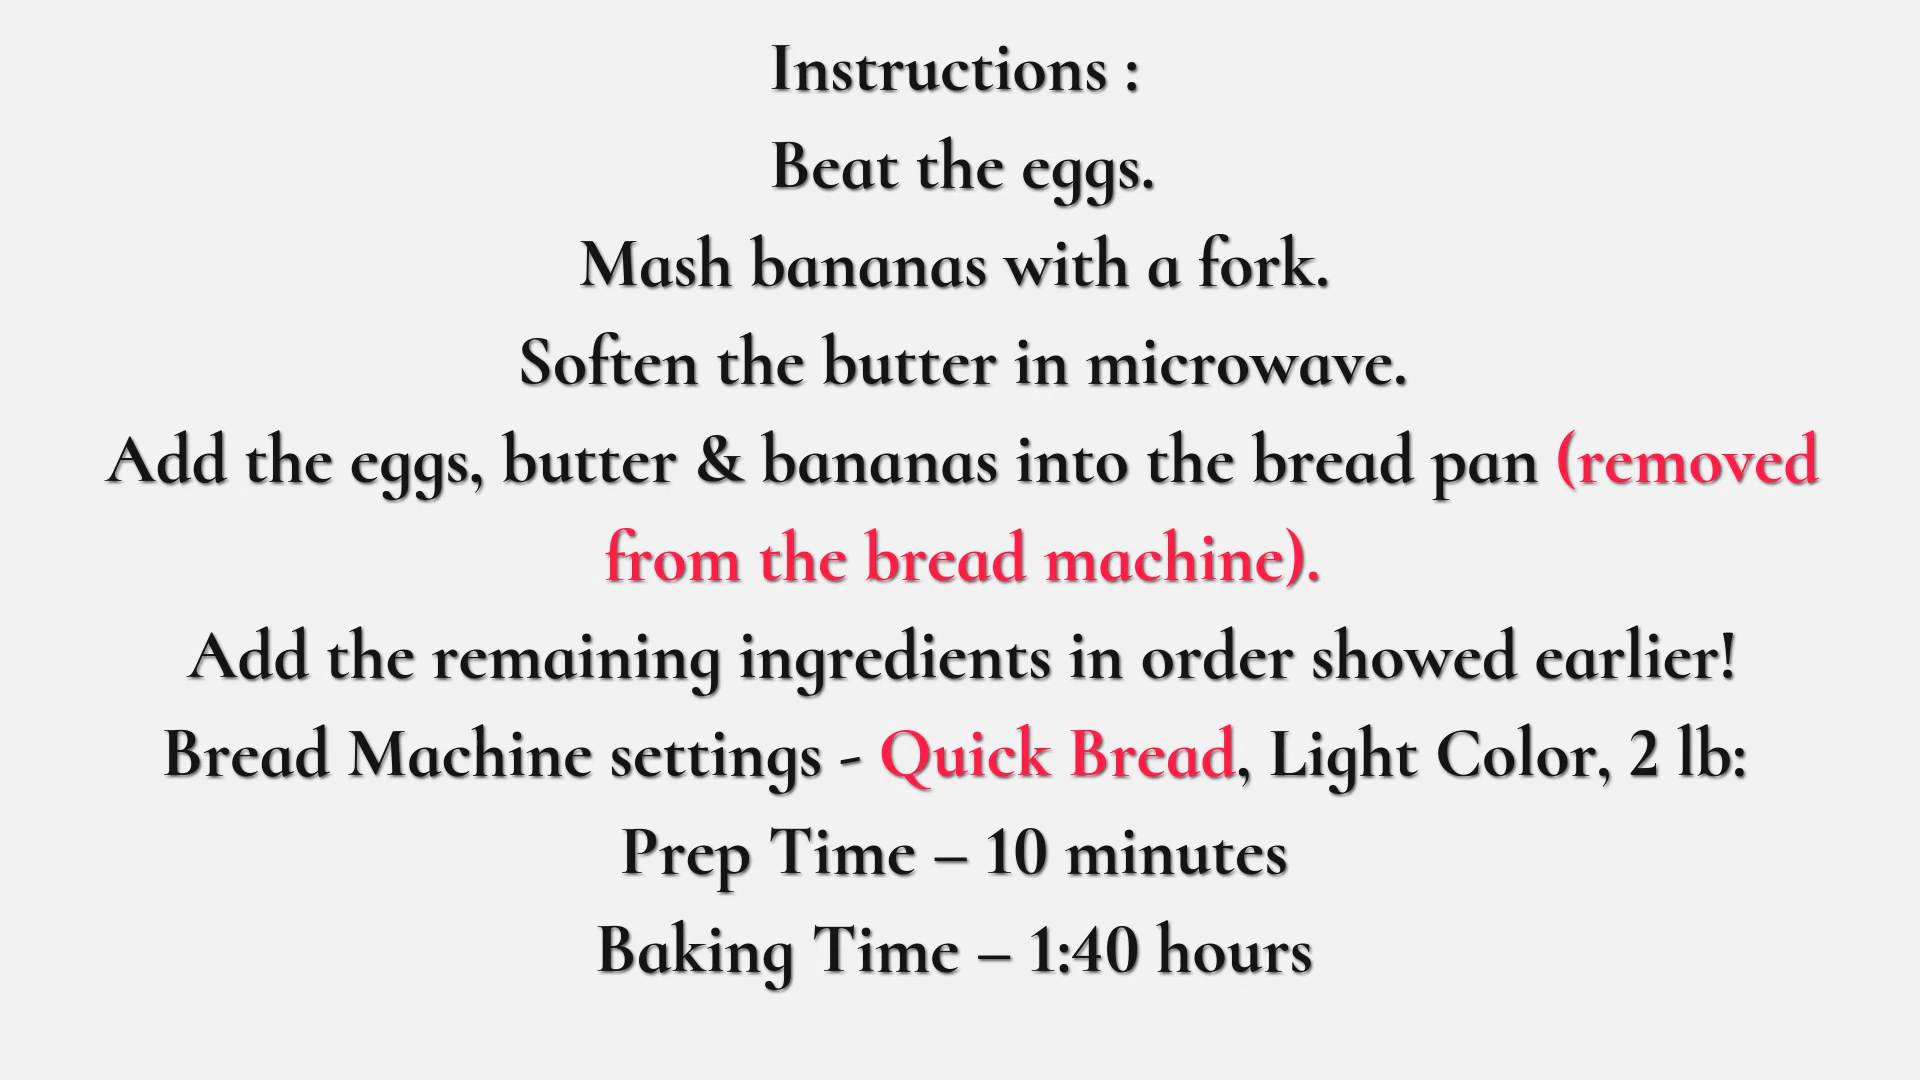 Instructions :
Beat the eggs.
Mash bananas with a fork.
Soften the butter in microwave.
Add the eggs, butter & bananas into the bread pan (removed
from the bread machine).
Add the remaining ingredients in order showed earlier!
Bread Machine settings - Quick Bread, Light Color, 2 lb:
Prep Time – 10 minutes
Baking Time – 1:40 hours